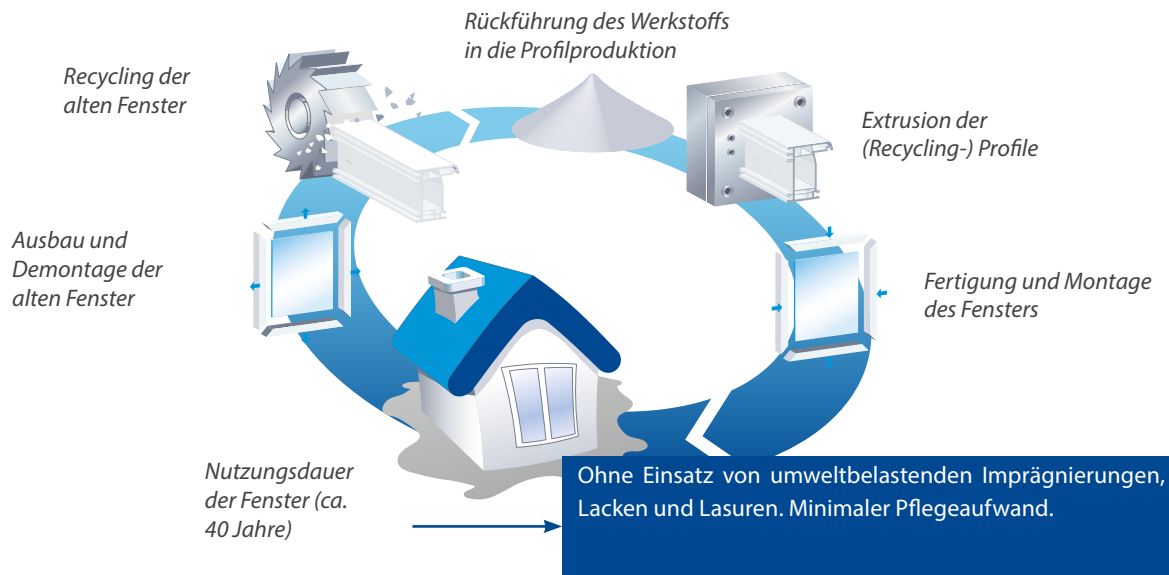 Rückführung des Werkstoffs
in die Profilproduktion
Recycling der
alten Fenster
Extrusion der
(Recycling-) Profile
Ausbau und
Demontage der
alten Fenster
Fertigung und Montage
des Fensters
Nutzungsdauer
der Fenster (ca.
40 Jahre)
Ohne Einsatz von umweltbelastenden Imprägnierungen,
Lacken und Lasuren. Minimaler Pflegeaufwand.